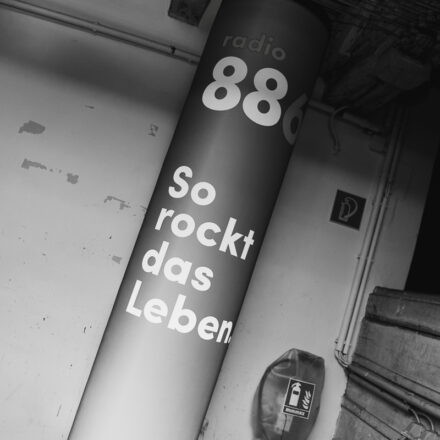 radio
886
So
rockt
das
Leben.